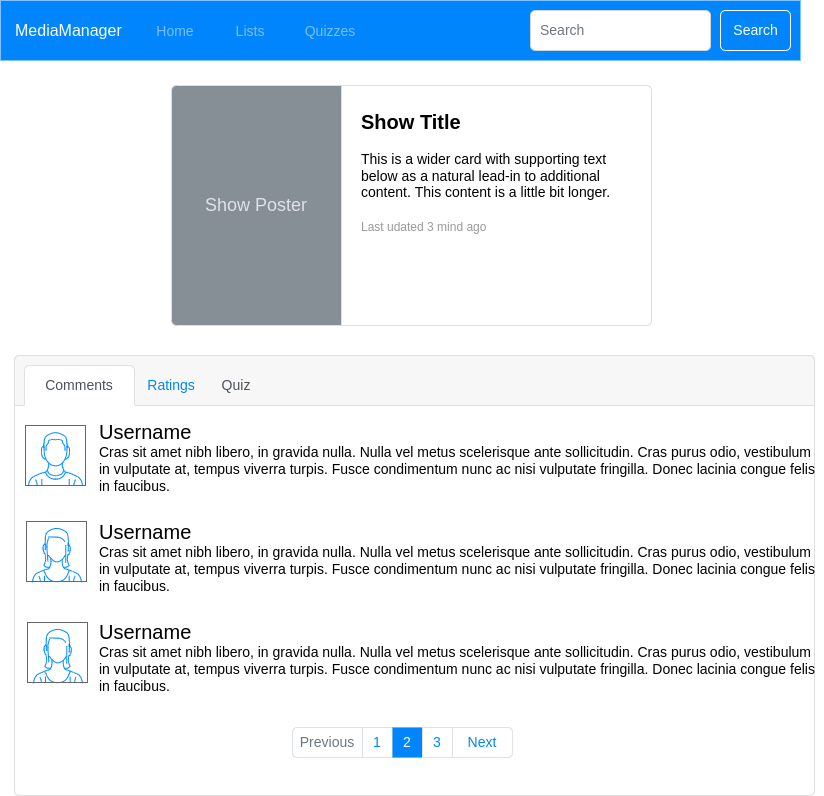 MediaManager Home Lists Quizzes Search Search
Show Poster
Show Title
This is a wider card with supporting text
below as a natural lead-in to additional
content. This content is a little bit longer.
Last udated 3 mind ago
Comments Ratings Quiz
Username
Cras sit amet nibh libero, in gravida nulla. Nulla vel metus scelerisque ante sollicitudin. Cras purus odio, vestibulum
in vulputate at, tempus viverra turpis. Fusce condimentum nunc ac nisi vulputate fringilla. Donec lacinia congue felis
in faucibus.
Username
Cras sit amet nibh libero, in gravida nulla. Nulla vel metus scelerisque ante sollicitudin. Cras purus odio, vestibulum
in vulputate at, tempus viverra turpis. Fusce condimentum nunc ac nisi vulputate fringilla. Donec lacinia congue felis
in faucibus.
Username
Cras sit amet nibh libero, in gravida nulla. Nulla vel metus scelerisque ante sollicitudin. Cras purus odio, vestibulum
in vulputate at, tempus viverra turpis. Fusce condimentum nunc ac nisi vulputate fringilla. Donec lacinia congue felis
in faucibus.
Previous 1 2 3 Next